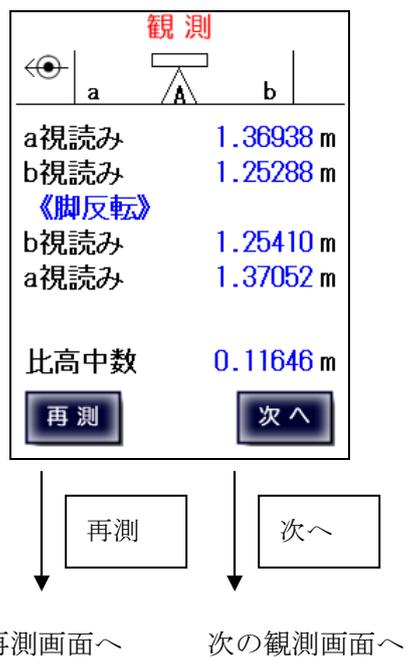 観測
a A b
a視読み 1.36938 m
b視読み 1.25288 m
《脚反転》
b視読み 1.25410 m
a視読み 1.37052 m
比高中数 0.11646 m
再測 次へ
再測 次へ
再測画面へ 次の観測画面へ